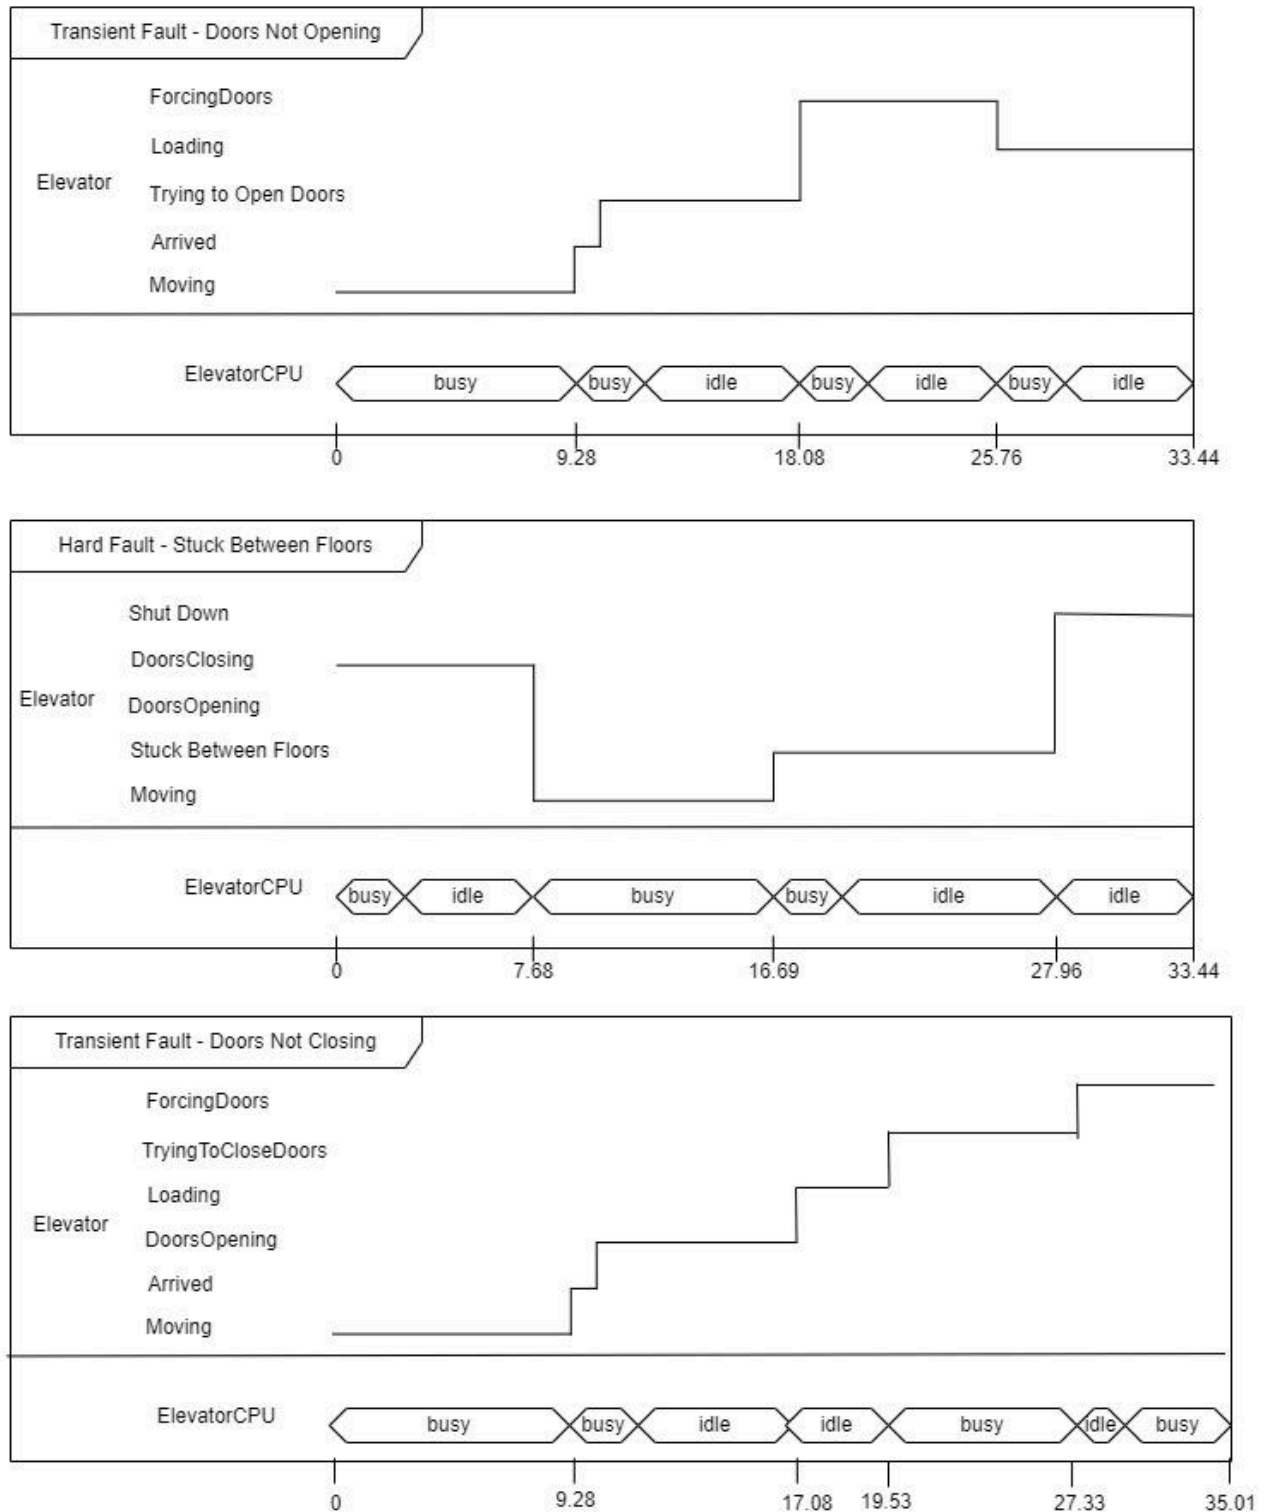 Transient Fault - Doors Not Opening
ForcingDoors
Loading
Elevator
Trying to Open Doors
Arrived
Moving
ElevatorCPU
busy busy idle busy idle busy idle
0 9.28 18.08 25.76 33.44
Hard Fault - Stuck Between Floors
Shut Down
DoorsClosing
Elevator
DoorsOpening
Stuck Between Floors
Moving
ElevatorCPU
busy idle busy busy idle idle
0 7.68 16.69 27.96 33.44
Transient Fault - Doors Not Closing
ForcingDoors
TryingToCloseDoors
Loading
Elevator
DoorsOpening
Arrived
Moving
ElevatorCPU
busy busy idle idle busy idle busy
0 9.28 17.08 19.53 27.33 35.01